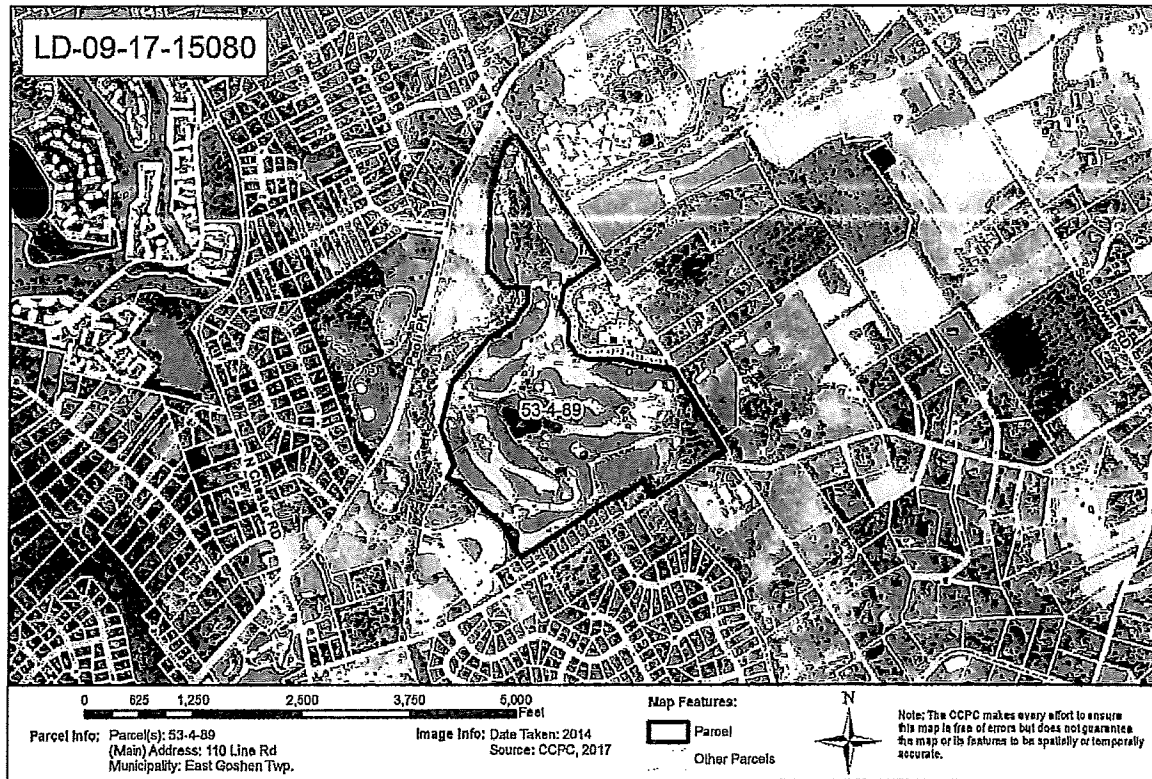 LD-09-17-15080
53-4-89
0 625 1,250 2,500 3,750 5,000
Feet
Parcel Info: Parcel(s): 53-4-89
(Main) Address: 110 Line Rd
Municipality: East Goshen Twp.
Image Info: Date Taken: 2014
Source: CCPC, 2017
Map Features:
Parcel
Other Parcels
N
Note: The CCPC makes every effort to ensure
this map is free of errors but does not guarantee
the map or its features to be spatially or temporally
accurate.